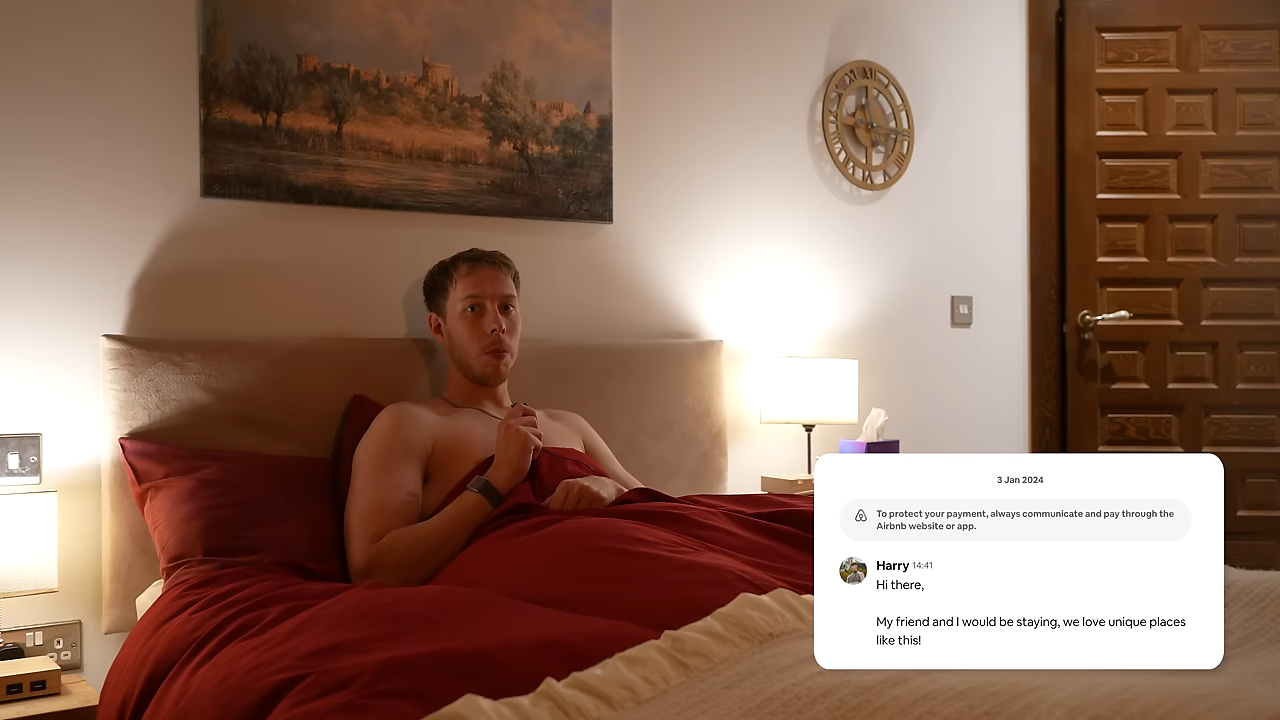 3 Jan 2024
To protect your payment, always communicate and pay through the
Airbnb website or app.
Harry 14:41
Hi there,
My friend and I would be staying, we love unique places
like this!